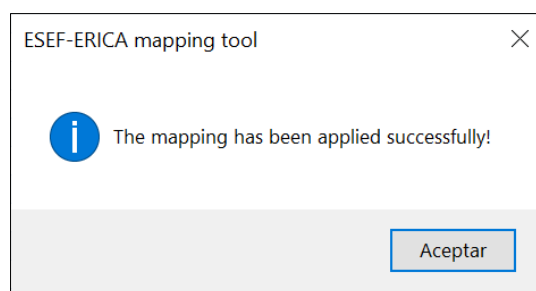 ESEF-ERICA mapping tool
The mapping has been applied successfully!
Aceptar